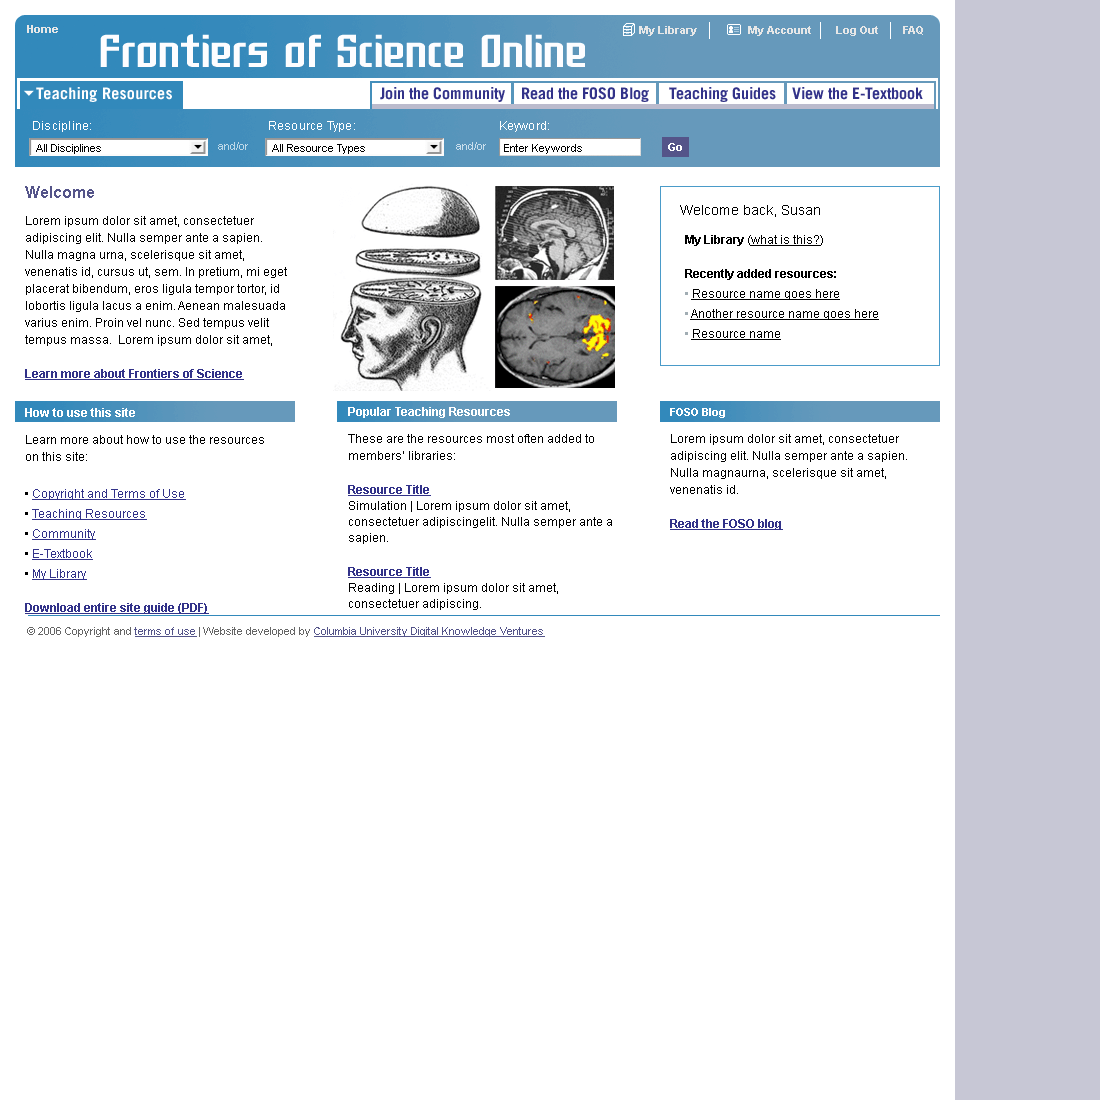 Home
My Library
My Account
Log Out
FAQ
Frontiers of Science Online
Teaching Resources
Join the Community
Read the FOSO Blog
Teaching Guides
View the E-Textbook
Discipline:
Resource Type:
Keyword:
All Disciplines
and/or
All Resource Types
and/or
Enter Keywords
Go
Welcome
Lorem ipsum dolor sit amet, consectetuer
adipiscing elit. Nulla semper ante a sapien.
Nulla magna urna, scelerisque sit amet,
venenatis id, cursus ut, sem. In pretium, mi eget
placerat bibendum, eros ligula tempor tortor, id
lobortis ligula lacus a enim. Aenean malesuada
varius enim. Proin vel nunc. Sed tempus velit
tempus massa. Lorem ipsum dolor sit amet,
Learn more about Frontiers of Science
Welcome back, Susan
My Library (what is this?)
Recently added resources:
Resource name goes here
Another resource name goes here
Resource name
How to use this site
Learn more about how to use the resources
on this site:
• Copyright and Terms of Use
• Teaching Resources
• Community
• E-Textbook
• My Library
Download entire site guide (PDF)
Popular Teaching Resources
These are the resources most often added to
members' libraries:
Resource Title
Simulation | Lorem ipsum dolor sit amet,
consectetuer adipiscingelit. Nulla semper ante a
sapien.
Resource Title
Reading | Lorem ipsum dolor sit amet,
consectetuer adipiscing.
FOSO Blog
Lorem ipsum dolor sit amet, consectetuer
adipiscing elit. Nulla semper ante a sapien.
Nulla magnaurna, scelerisque sit amet,
venenatis id.
Read the FOSO blog
© 2006 Copyright and terms of use | Website developed by Columbia University Digital Knowledge Ventures